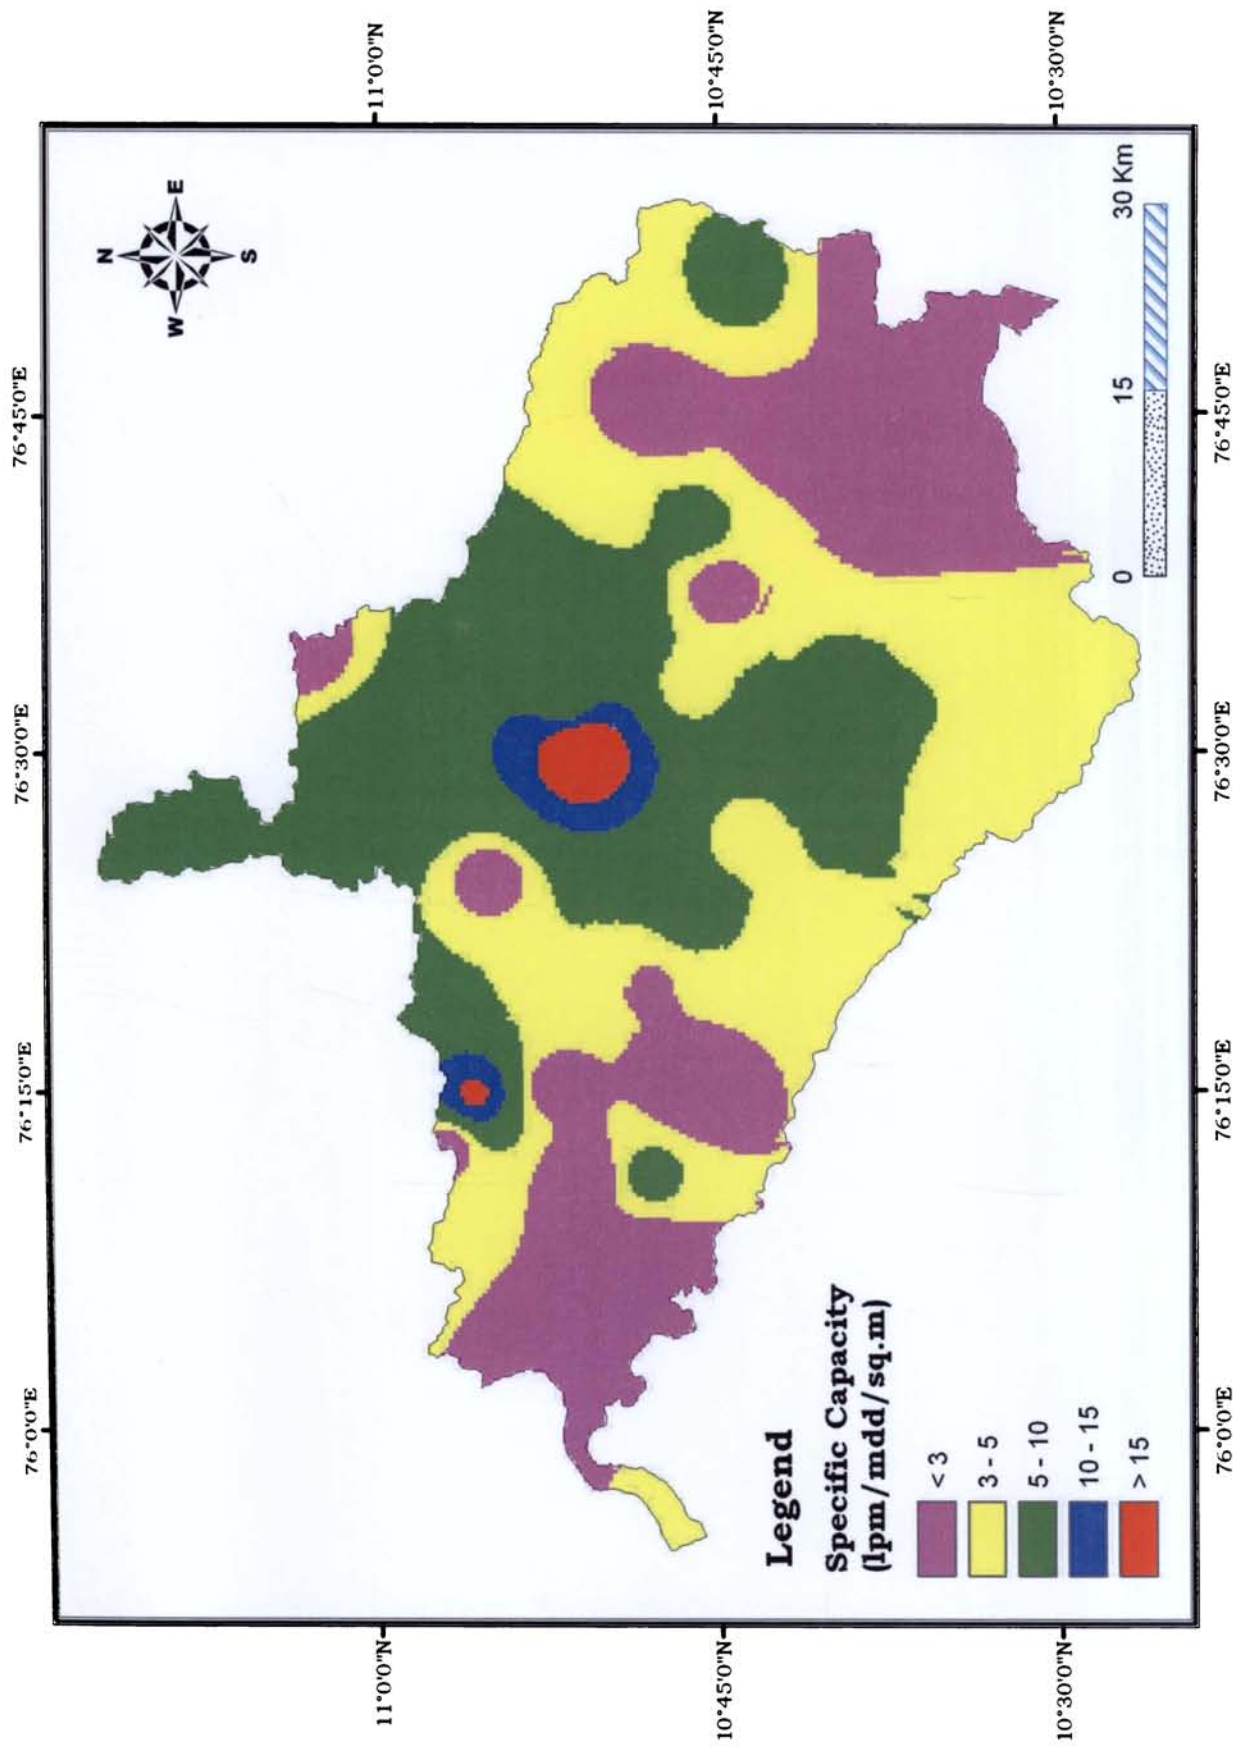 76°0'0"E
76°15'0"E
76°30'0"E
76°45'0"E
N
W
E
S
11°0'0"N
11°0'0"N
10°45'0"N
10°45'0"N
10°30'0"N
10°30'0"N
Legend
Specific Capacity
(lpm/mdd/sq.m)
< 3
3 - 5
5 - 10
10 - 15
> 15
0 15 30 Km
76°0'0"E
76°15'0"E
76°30'0"E
76°45'0"E